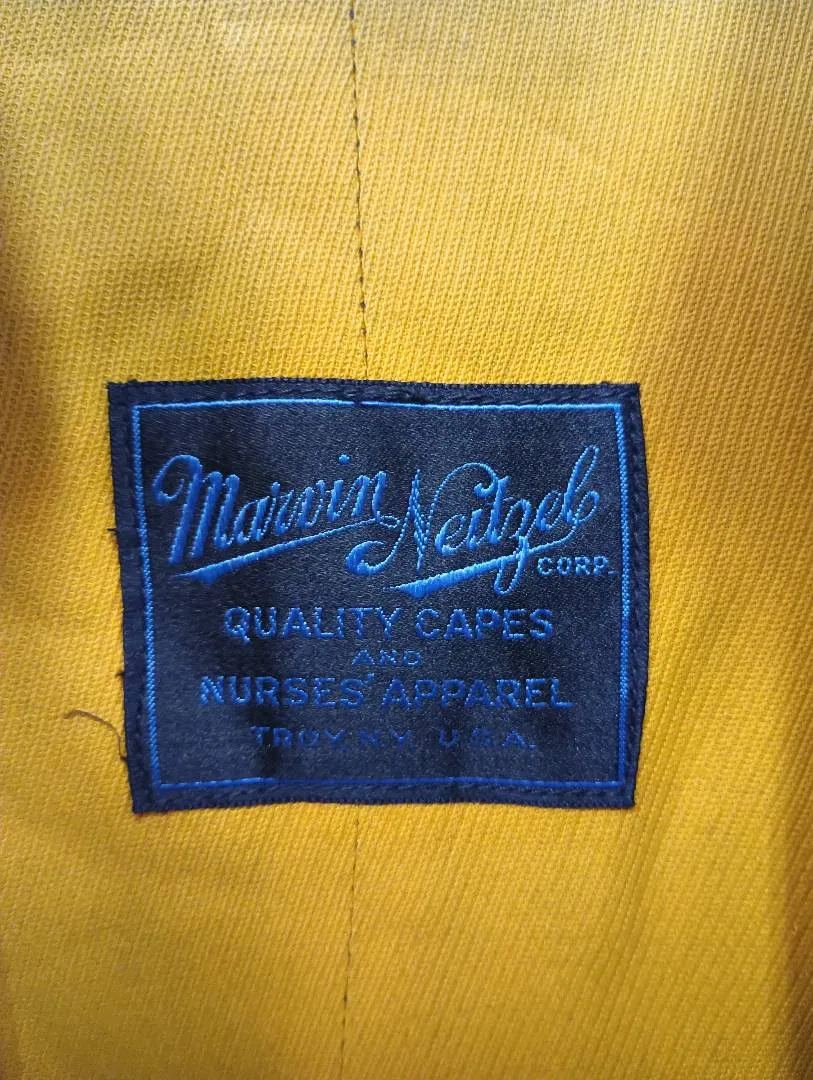 Marvin Neitzel
CORP.
QUALITY CAPES
AND
NURSES' APPAREL
TROY, N.Y. U.S.A.